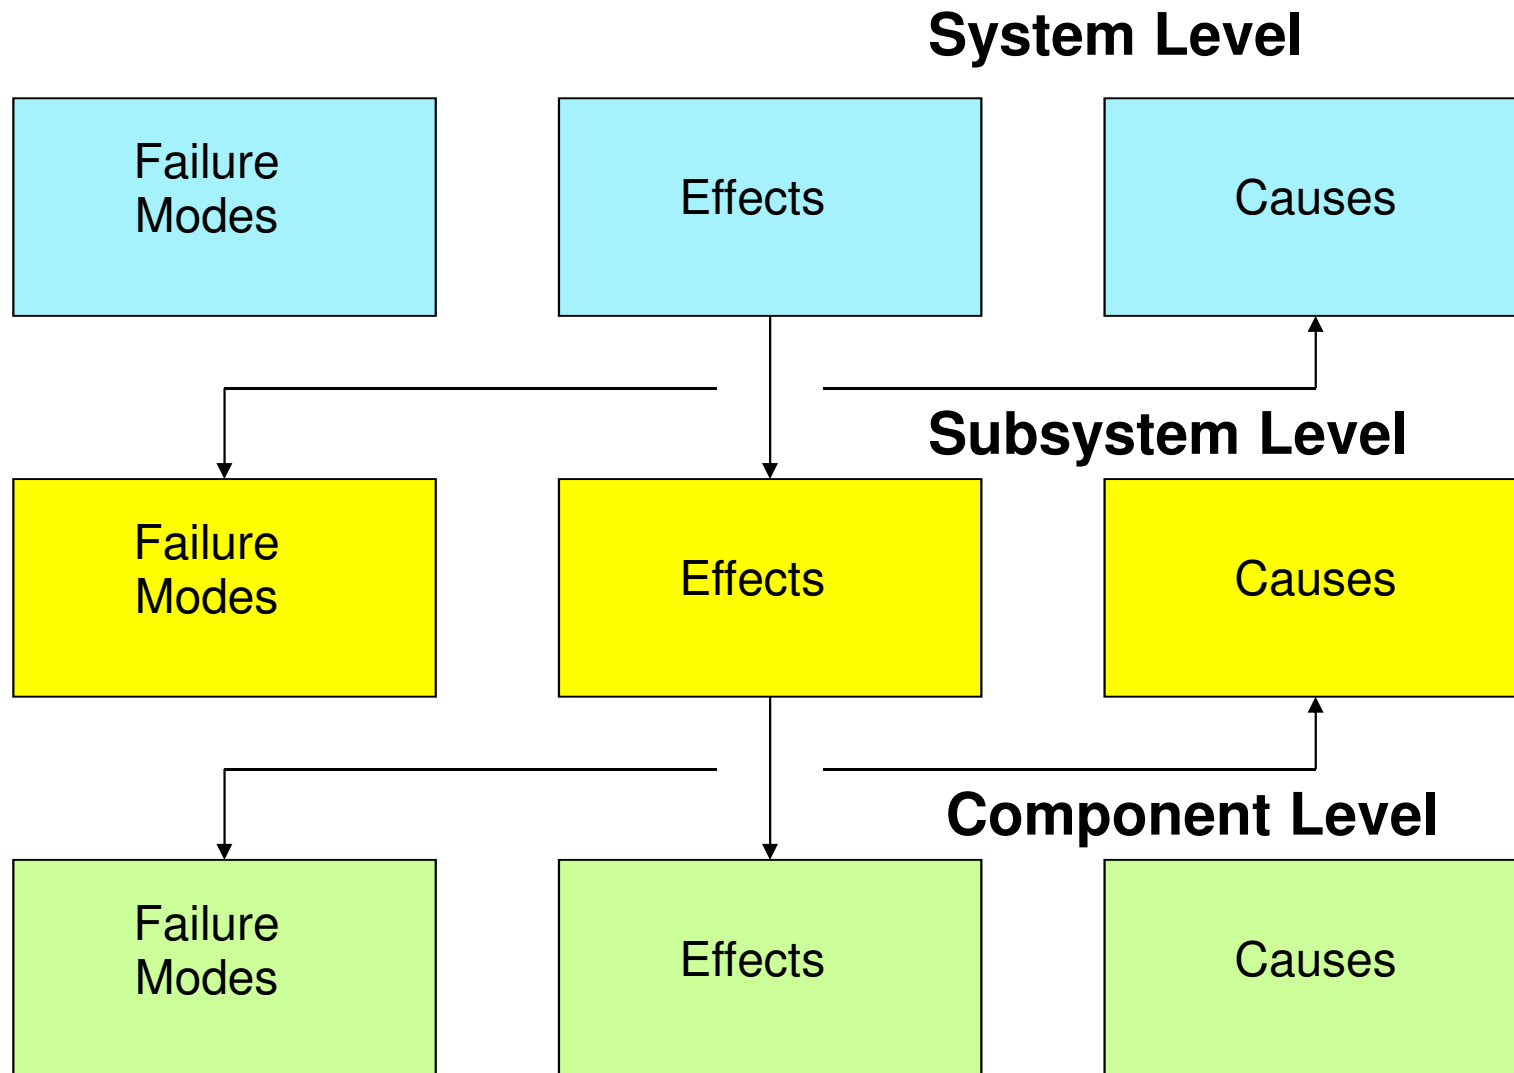 System Level
Failure
Modes
Effects
Causes
Subsystem Level
Failure
Modes
Effects
Causes
Component Level
Failure
Modes
Effects
Causes